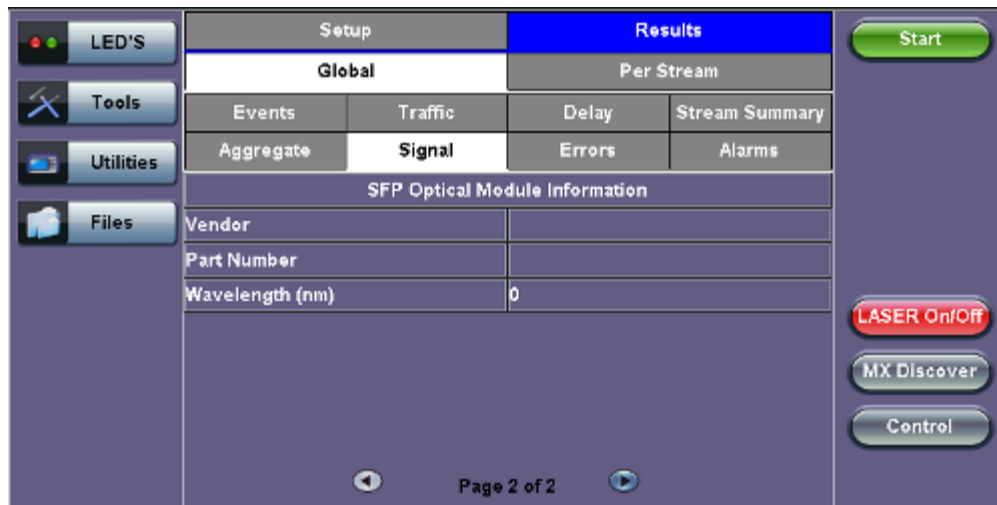 LED'S
Tools
Utilities
Files
Setup Results
Global Per Stream
Events Traffic Delay Stream Summary
Aggregate Signal Errors Alarms
SFP Optical Module Information
Vendor
Part Number
Wavelength (nm) 0
Page 2 of 2
Start
LASER On/Off
MX Discover
Control